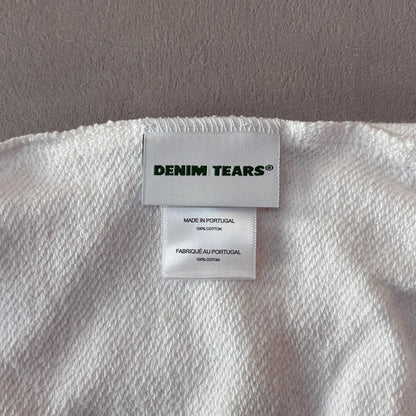 DENIM TEARS®
MADE IN PORTUGAL
100% COTTON
FABRIQUÉ AU PORTUGAL
100% COTON